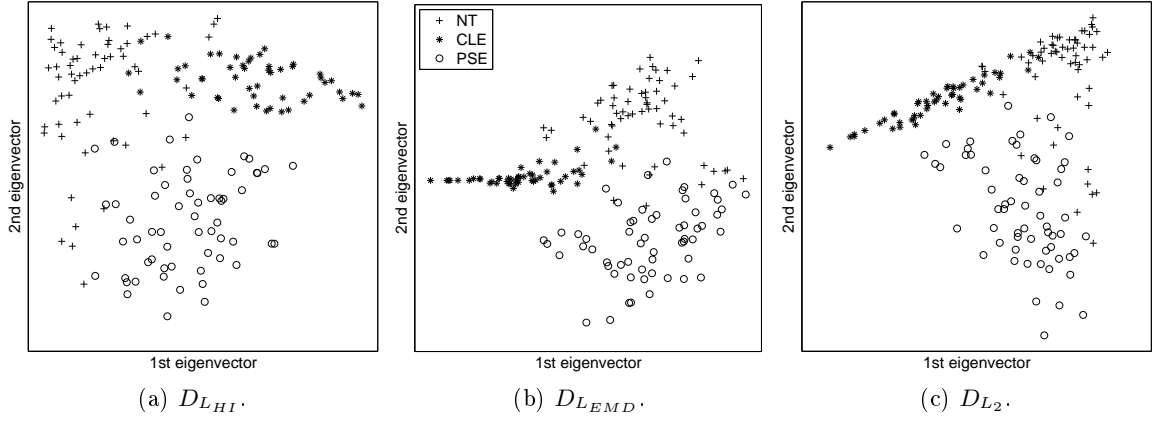 NT
CLE
PSE
2nd eigenvector
2nd eigenvector
2nd eigenvector
1st eigenvector
1st eigenvector
1st eigenvector
(a) D_{L_{HI}}.
(b) D_{L_{EMD}}.
(c) D_{L_2}.